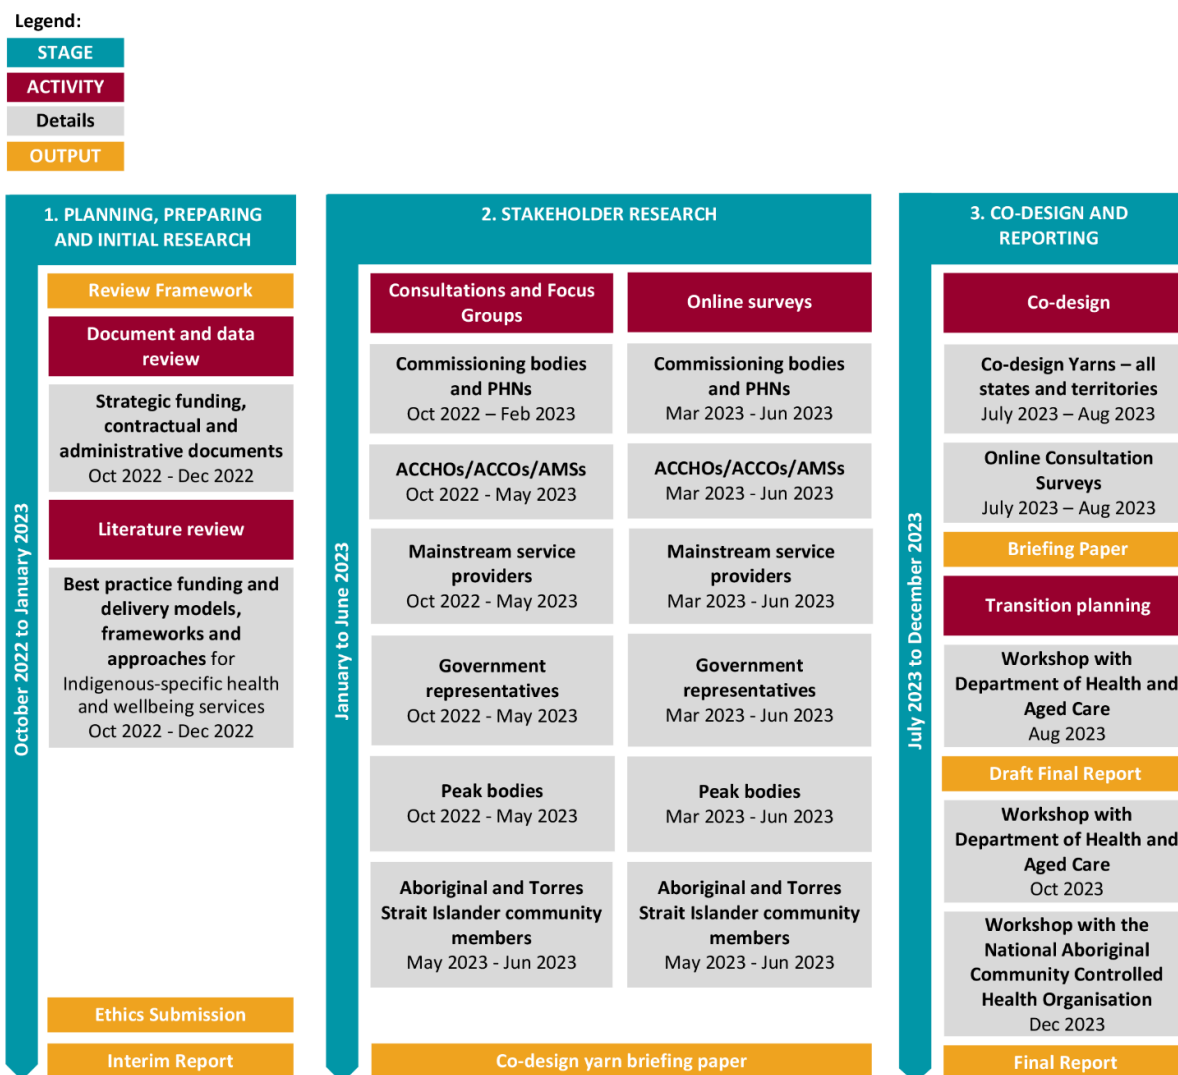 Legend:
STAGE
ACTIVITY
Details
OUTPUT
1. PLANNING, PREPARING
AND INITIAL RESEARCH
October 2022 to January 2023
Review Framework
Document and data
review
Strategic funding,
contractual and
administrative documents
Oct 2022 - Dec 2022
Literature review
Best practice funding and
delivery models,
frameworks and
approaches for
Indigenous-specific health
and wellbeing services
Oct 2022 - Dec 2022
Ethics Submission
Interim Report
2. STAKEHOLDER RESEARCH
January to June 2023
Consultations and Focus
Groups
Commissioning bodies
and PHNs
Oct 2022 – Feb 2023
ACCHOs/ACCOs/AMSs
Oct 2022 - May 2023
Mainstream service
providers
Oct 2022 - May 2023
Government
representatives
Oct 2022 - May 2023
Peak bodies
Oct 2022 - May 2023
Aboriginal and Torres
Strait Islander community
members
May 2023 - Jun 2023
Online surveys
Commissioning bodies
and PHNs
Mar 2023 - Jun 2023
ACCHOs/ACCOs/AMSs
Mar 2023 - Jun 2023
Mainstream service
providers
Mar 2023 - Jun 2023
Government
representatives
Mar 2023 - Jun 2023
Peak bodies
Mar 2023 - Jun 2023
Aboriginal and Torres
Strait Islander community
members
May 2023 - Jun 2023
Co-design yarn briefing paper
3. CO-DESIGN AND
REPORTING
July 2023 to December 2023
Co-design
Co-design Yarns – all
states and territories
July 2023 – Aug 2023
Online Consultation
Surveys
July 2023 – Aug 2023
Briefing Paper
Transition planning
Workshop with
Department of Health and
Aged Care
Aug 2023
Draft Final Report
Workshop with
Department of Health and
Aged Care
Oct 2023
Workshop with the
National Aboriginal
Community Controlled
Health Organisation
Dec 2023
Final Report